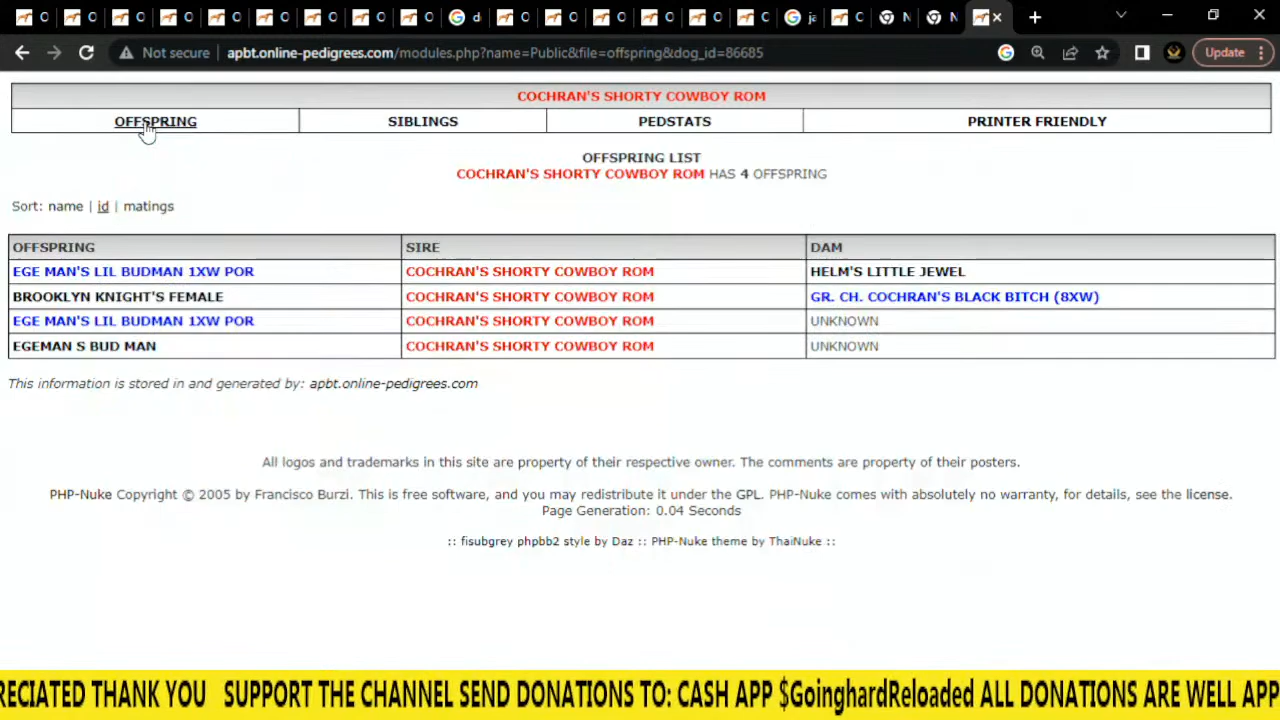 Not secure apbt.online-pedigrees.com/modules.php?name=Public&file=offspring&dog_id=86685 Update
COCHRAN'S SHORTY COWBOY ROM
OFFSPRING SIBLINGS PEDSTATS PRINTER FRIENDLY
OFFSPRING LIST
COCHRAN'S SHORTY COWBOY ROM HAS 4 OFFSPRING
Sort: name | id | matings
OFFSPRING SIRE DAM
EGE MAN'S LIL BUDMAN 1XW POR COCHRAN'S SHORTY COWBOY ROM HELM'S LITTLE JEWEL
BROOKLYN KNIGHT'S FEMALE COCHRAN'S SHORTY COWBOY ROM GR. CH. COCHRAN'S BLACK BITCH (8XW)
EGE MAN'S LIL BUDMAN 1XW POR COCHRAN'S SHORTY COWBOY ROM UNKNOWN
EGEMAN S BUD MAN COCHRAN'S SHORTY COWBOY ROM UNKNOWN
This information is stored in and generated by: apbt.online-pedigrees.com
All logos and trademarks in this site are property of their respective owner. The comments are property of their posters.
PHP-Nuke Copyright © 2005 by Francisco Burzi. This is free software, and you may redistribute it under the GPL. PHP-Nuke comes with absolutely no warranty, for details, see the license.
Page Generation: 0.04 Seconds
:: fisubgrey phpbb2 style by Daz :: PHP-Nuke theme by ThaiNuke ::
RECIATED THANK YOU SUPPORT THE CHANNEL SEND DONATIONS TO: CASH APP $GoinghardReloaded ALL DONATIONS ARE WELL APP